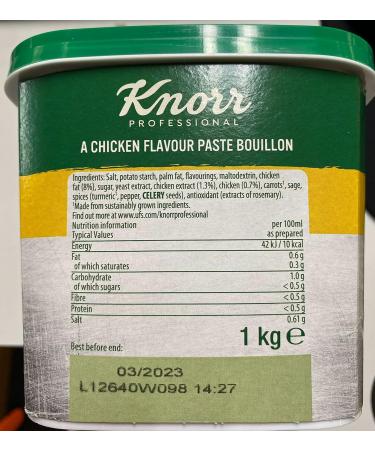 Knorr
PROFESSIONAL
A CHICKEN FLAVOUR PASTE BOUILLON
Ingredients: Salt, potato starch, palm fat, flavourings, maltodextrin, chicken
fat (8%), sugar, yeast extract, chicken extract (1.3%), chicken (0.7%), carrots¹, sage,
spices (turmeric¹, pepper, CELERY seeds), antioxidant (extracts of rosemary).
¹Made from sustainably grown ingredients.
Find out more at www.ufs.com/knorrprofessional
Nutrition information per 100ml
Typical Values as prepared
Energy 42 kJ / 10 kcal
Fat 0.6 g
of which saturates 0.3 g
Carbohydrate 1.0 g
of which sugars < 0.5 g
Fibre < 0.5 g
Protein < 0.5 g
Salt 0.61 g
1 kg e
Best before end:
03/2023
L12640W098 14:27